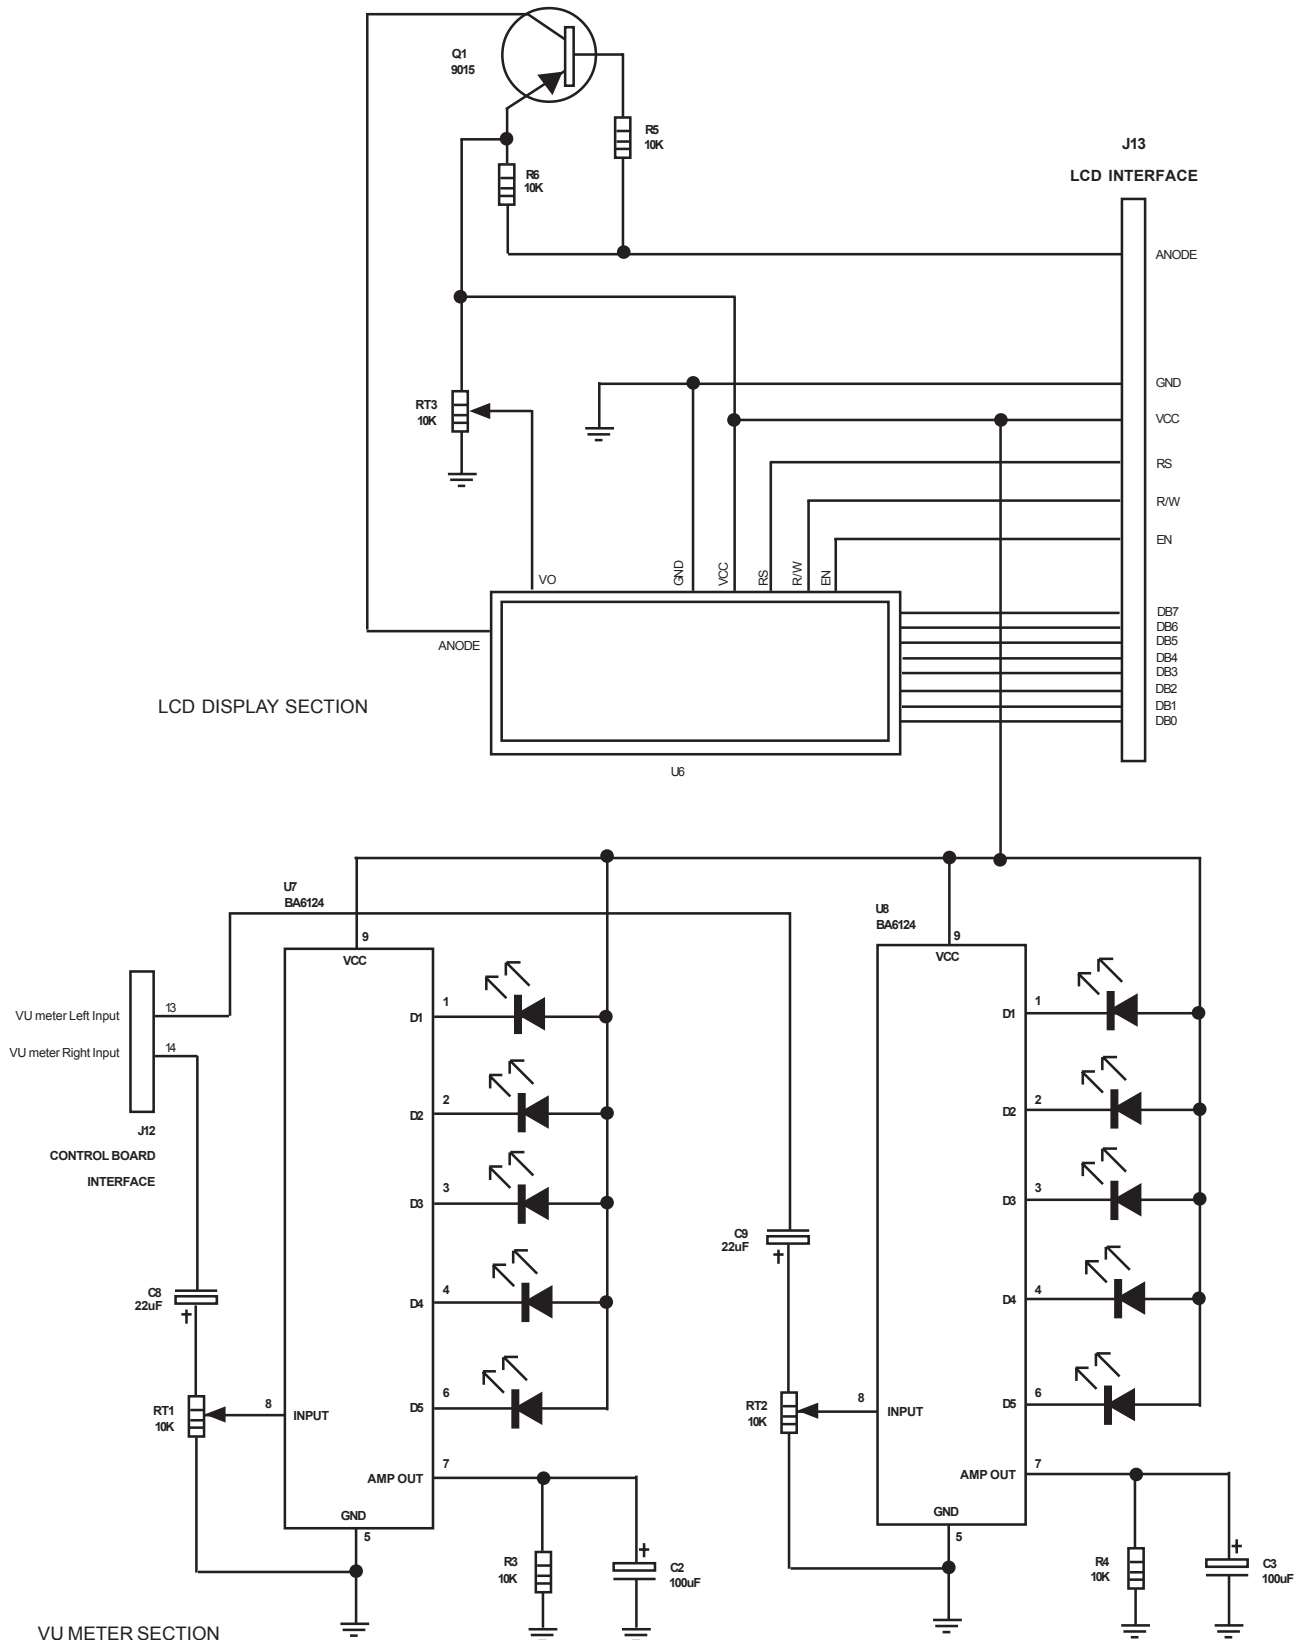 Q1
9015
R5
10K
J13
R6
10K
LCD INTERFACE
ANODE
GND
RT3
10K
VCC
RS
R/W
EN
VO
GND
VCC
RS
R/W
EN
ANODE
DB7
DB6
DB5
DB4
DB3
DB2
DB1
DB0
LCD DISPLAY SECTION
U6
U7
BA6124
U8
BA6124
9
VCC
9
VCC
VU meter Left Input
13
VU meter Right Input
14
J12
CONTROL BOARD
INTERFACE
1
D1
2
D2
3
D3
4
D4
6
D5
1
D1
2
D2
3
D3
4
D4
6
D5
C8
22uF
C9
22uF
RT1
10K
8
INPUT
RT2
10K
8
INPUT
7
AMP OUT
7
AMP OUT
GND
5
GND
5
R3
10K
C2
100uF
R4
10K
C3
100uF
VU METER SECTION